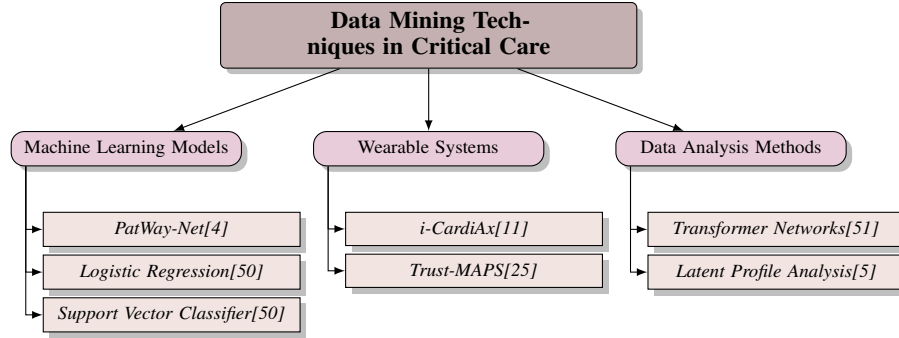 Data Mining Tech-
niques in Critical Care
Machine Learning Models
Wearable Systems
Data Analysis Methods
PatWay-Net[4]
i-CardiAx[11]
Transformer Networks[51]
Logistic Regression[50]
Trust-MAPS[25]
Latent Profile Analysis[5]
Support Vector Classifier[50]